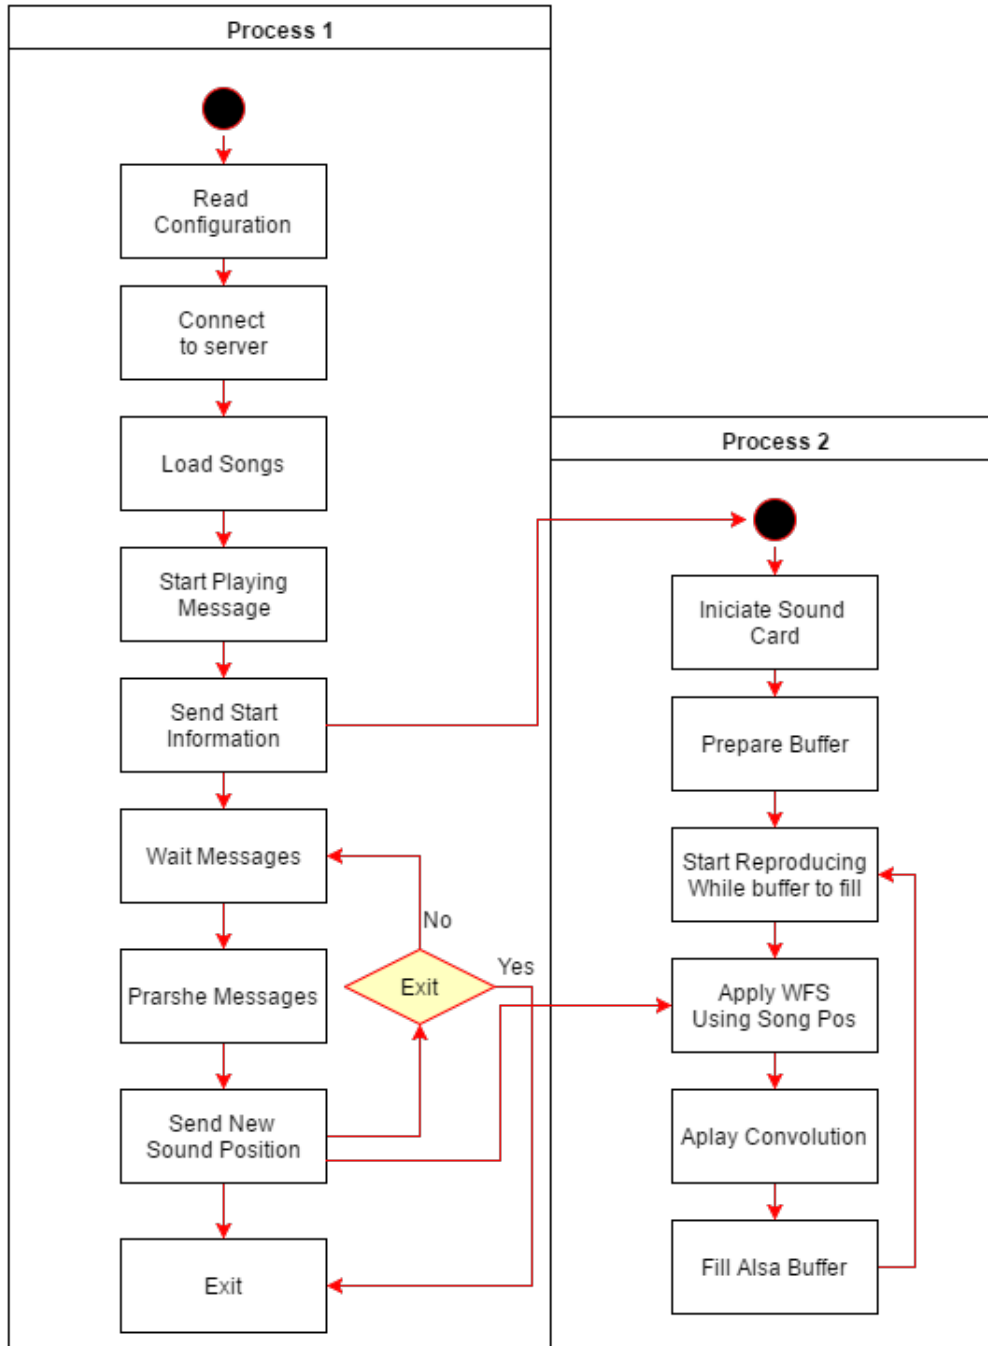 Process 1
Read
Configuration
Connect
to server
Load Songs
Start Playing
Message
Send Start
Information
Wait Messages
No
Yes
Exit
Prarshe Messages
Send New
Sound Position
Exit
Process 2
Iniciate Sound
Card
Prepare Buffer
Start Reproducing
While buffer to fill
Apply WFS
Using Song Pos
Aplay Convolution
Fill Alsa Buffer